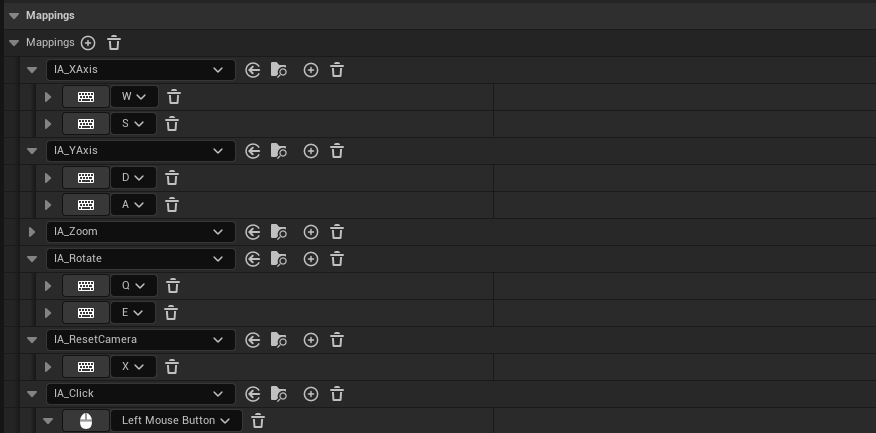 Mappings
Mappings
IA_XAxis
W
S
IA_YAxis
D
A
IA_Zoom
IA_Rotate
Q
E
IA_ResetCamera
X
IA_Click
Left Mouse Button